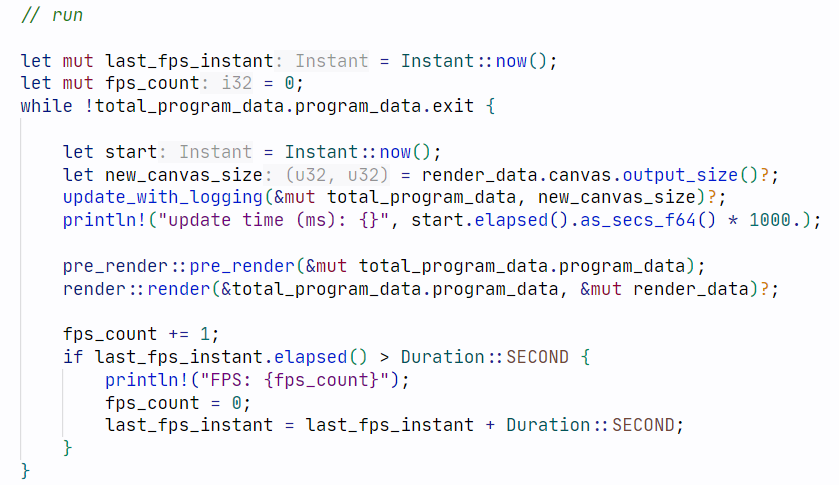 // run
let mut last_fps_instant: Instant = Instant::now();
let mut fps_count: i32 = 0;
while !total_program_data.program_data.exit {
let start: Instant = Instant::now();
let new_canvas_size: (u32, u32) = render_data.canvas.output_size()?;
update_with_logging(&mut total_program_data, new_canvas_size)?;
println!("update time (ms): {}", start.elapsed().as_secs_f64() * 1000.);
pre_render::pre_render(&mut total_program_data.program_data);
render::render(&total_program_data.program_data, &mut render_data)?;
fps_count += 1;
if last_fps_instant.elapsed() > Duration::SECOND {
println!("FPS: {fps_count}");
fps_count = 0;
last_fps_instant = last_fps_instant + Duration::SECOND;
}
}